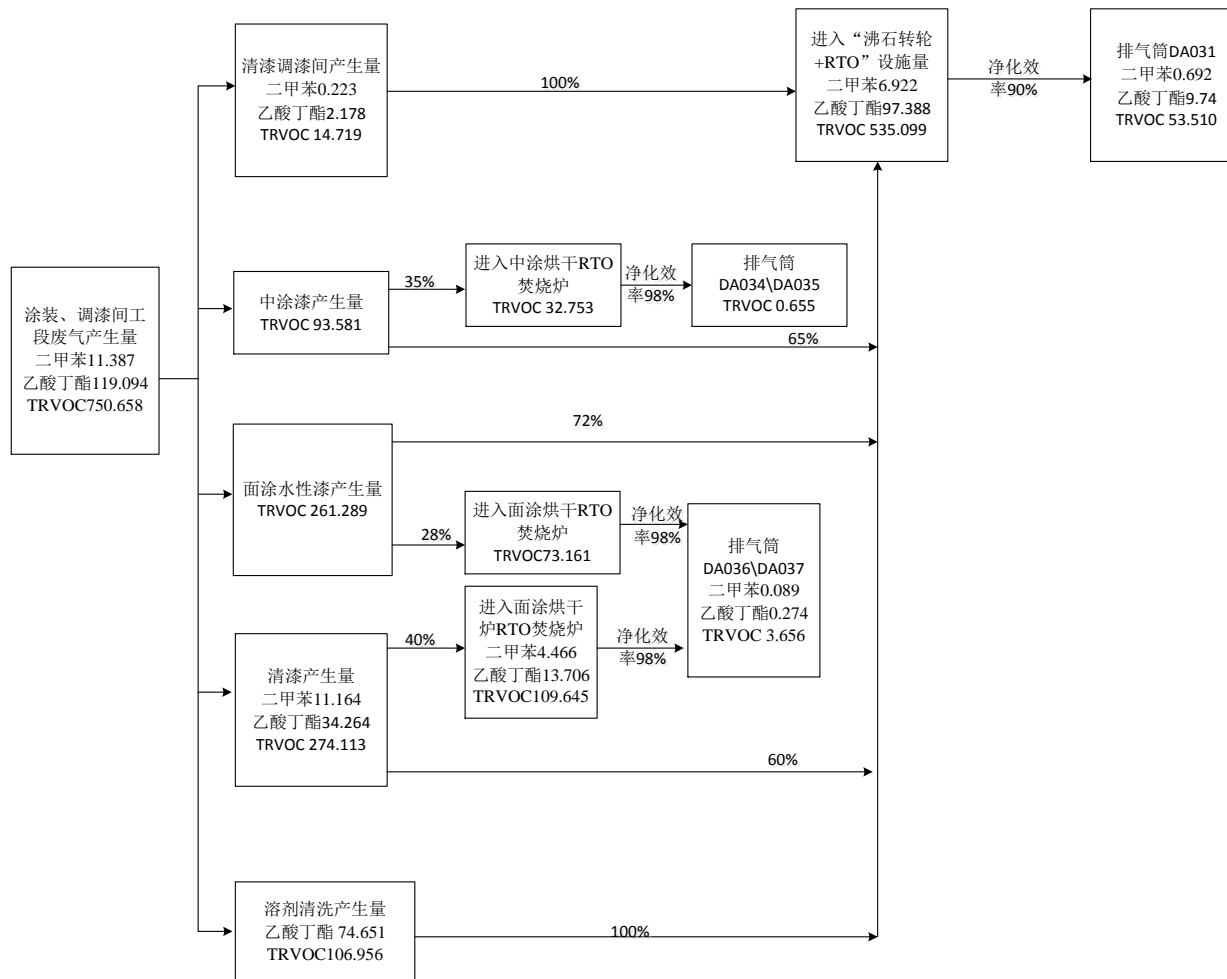 涂装、调漆间工
段废气产生量
二甲苯11.387
乙酸丁酯119.094
TRVOC750.658
清漆调漆间产生量
二甲苯0.223
乙酸丁酯2.178
TRVOC 14.719
100%
进入“沸石转轮
+RTO”设施量
二甲苯6.922
乙酸丁酯97.388
TRVOC 535.099
净化效
率90%
排气筒DA031
二甲苯0.692
乙酸丁酯9.74
TRVOC 53.510
中涂漆产生量
TRVOC 93.581
35%
进入中涂烘干RTO
焚烧炉
TRVOC 32.753
净化效
率98%
排气筒
DA034\DA035
TRVOC 0.655
65%
面涂水性漆产生量
TRVOC 261.289
72%
28%
进入面涂烘干RTO
焚烧炉
TRVOC73.161
净化效
率98%
排气筒
DA036\DA037
二甲苯0.089
乙酸丁酯0.274
TRVOC 3.656
清漆产生量
二甲苯11.164
乙酸丁酯34.264
TRVOC 274.113
40%
进入面涂烘干
炉RTO焚烧炉
二甲苯4.466
乙酸丁酯13.706
TRVOC109.645
净化效
率98%
60%
溶剂清洗产生量
乙酸丁酯 74.651
TRVOC106.956
100%